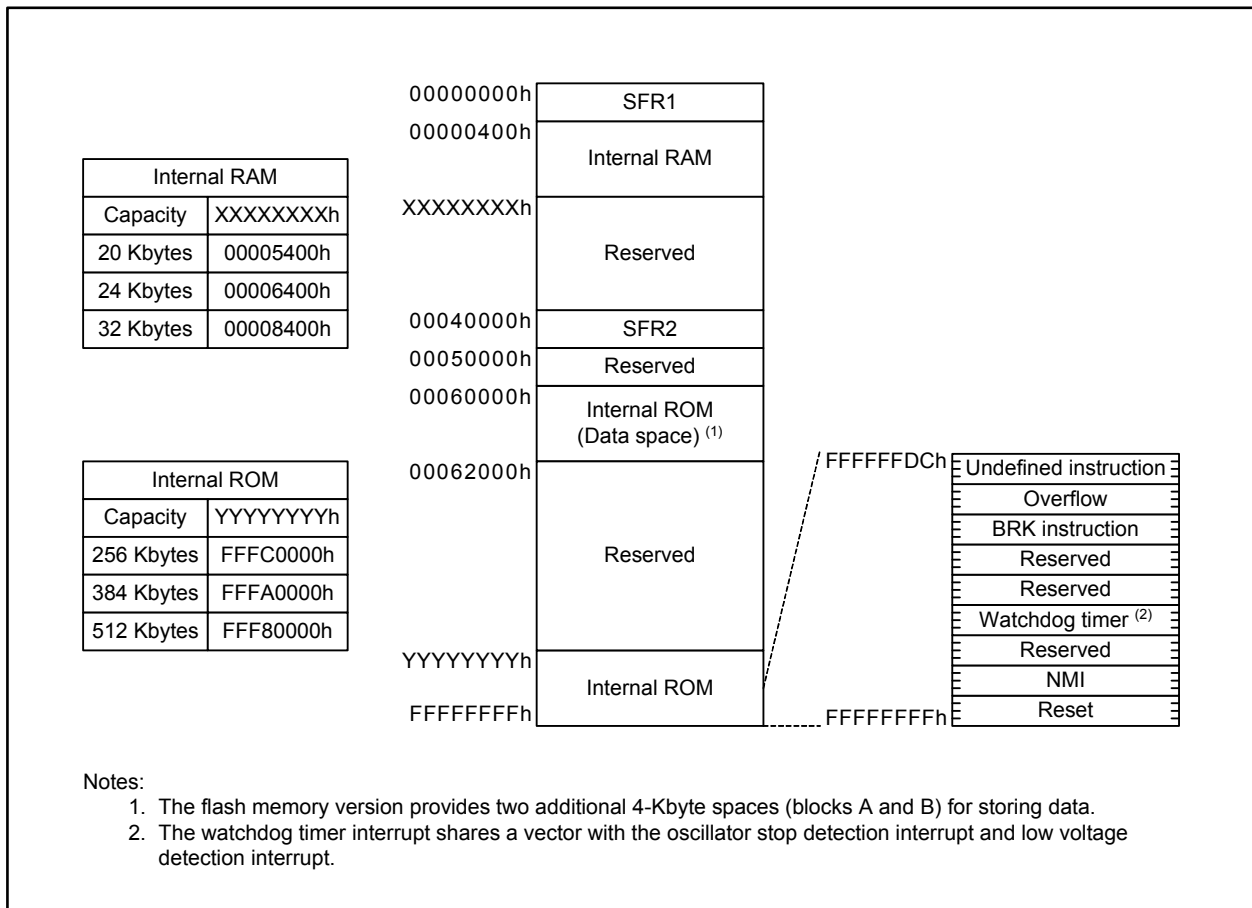 Internal RAM
Capacity XXXXXXXXh
20 Kbytes 00005400h
24 Kbytes 00006400h
32 Kbytes 00008400h
Internal ROM
Capacity YYYYYYYYh
256 Kbytes FFFC0000h
384 Kbytes FFFA0000h
512 Kbytes FFF80000h
00000000h
SFR1
00000400h
Internal RAM
XXXXXXXXh
Reserved
00040000h
SFR2
00050000h
Reserved
00060000h
Internal ROM
(Data space) (1)
00062000h
Reserved
YYYYYYYYh
Internal ROM
FFFFFFFFh
FFFFFFDCh
Undefined instruction
Overflow
BRK instruction
Reserved
Reserved
Watchdog timer (2)
Reserved
NMI
Reset
FFFFFFFFh
Notes:
1. The flash memory version provides two additional 4-Kbyte spaces (blocks A and B) for storing data.
2. The watchdog timer interrupt shares a vector with the oscillator stop detection interrupt and low voltage
detection interrupt.